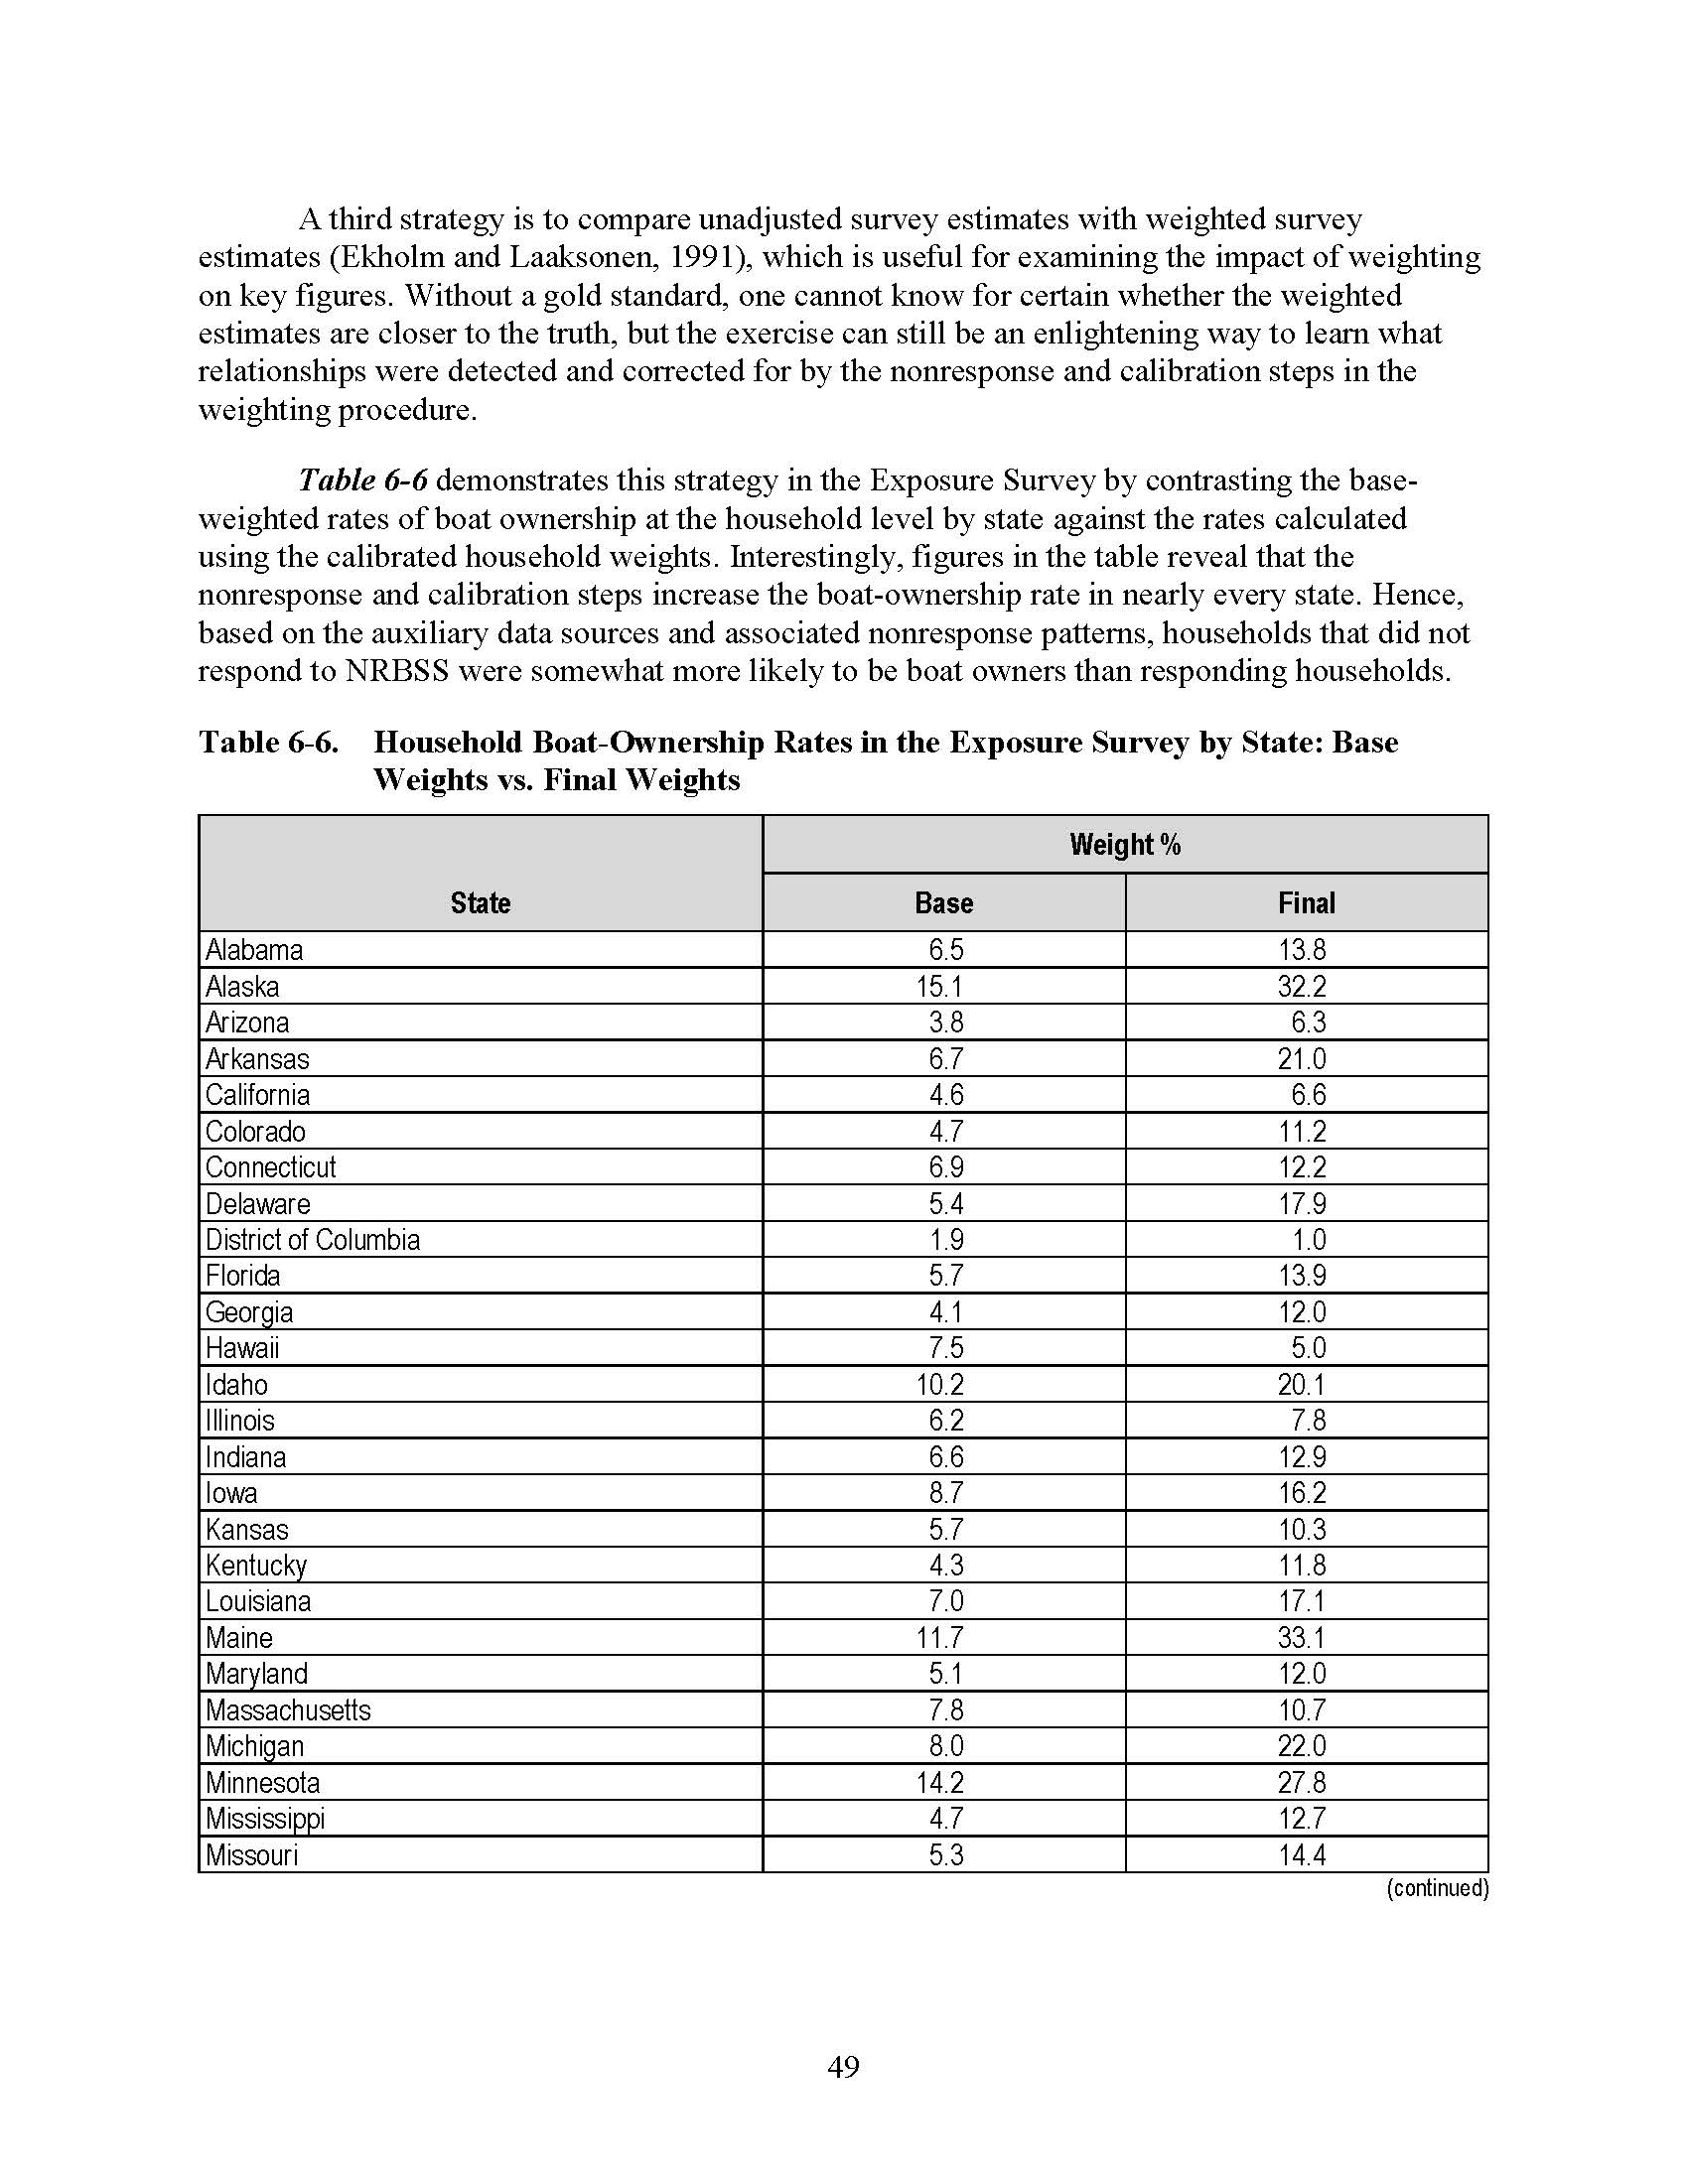 A third strategy is to compare unadjusted survey estimates with weighted survey
estimates (Ekholm and Laaksonen, 1991), which is useful for examining the impact of weighting
on key figures. Without a gold standard, one cannot know for certain whether the weighted
estimates are closer to the truth, but the exercise can still be an enlightening way to learn what
relationships were detected and corrected for by the nonresponse and calibration steps in the
weighting procedure.
Table 6-6 demonstrates this strategy in the Exposure Survey by contrasting the base-
weighted rates of boat ownership at the household level by state against the rates calculated
using the calibrated household weights. Interestingly, figures in the table reveal that the
nonresponse and calibration steps increase the boat-ownership rate in nearly every state. Hence,
based on the auxiliary data sources and associated nonresponse patterns, households that did not
respond to NRBSS were somewhat more likely to be boat owners than responding households.
Table 6-6. Household Boat-Ownership Rates in the Exposure Survey by State: Base
Weights vs. Final Weights
Weight %
State Base Final
Alabama 6.5 13.8
Alaska 15.1 32.2
Arizona 3.8 6.3
Arkansas 6.7 21.0
California 4.6 6.6
Colorado 4.7 11.2
Connecticut 6.9 12.2
Delaware 5.4 17.9
District of Columbia 1.9 1.0
Florida 5.7 13.9
Georgia 4.1 12.0
Hawaii 7.5 5.0
Idaho 10.2 20.1
Illinois 6.2 7.8
Indiana 6.6 12.9
Iowa 8.7 16.2
Kansas 5.7 10.3
Kentucky 4.3 11.8
Louisiana 7.0 17.1
Maine 11.7 33.1
Maryland 5.1 12.0
Massachusetts 7.8 10.7
Michigan 8.0 22.0
Minnesota 14.2 27.8
Mississippi 4.7 12.7
Missouri 5.3 14.4
(continued)
49